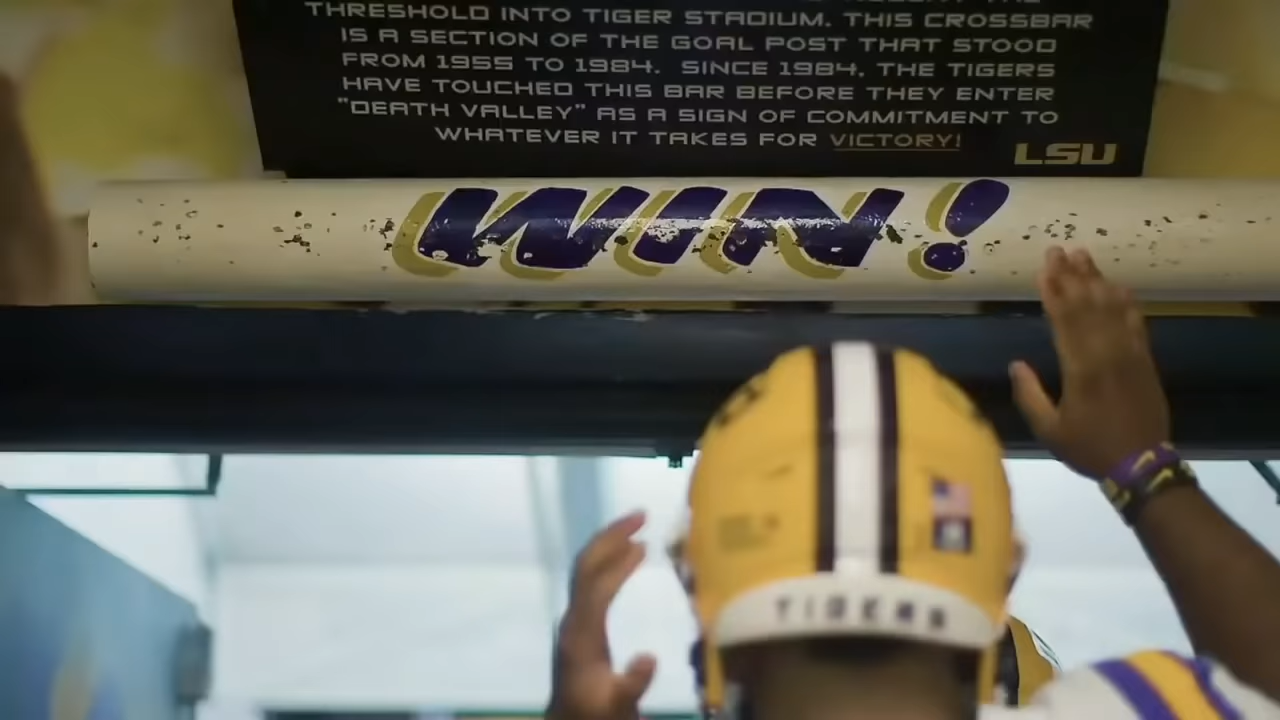 THRESHOLD INTO TIGER STADIUM. THIS CROSSBAR
IS A SECTION OF THE GOAL POST THAT STOOD
FROM 1955 TO 1984. SINCE 1984, THE TIGERS
HAVE TOUCHED THIS BAR BEFORE THEY ENTER
"DEATH VALLEY" AS A SIGN OF COMMITMENT TO
WHATEVER IT TAKES FOR VICTORY!
LSU
WIN!
TIGERS